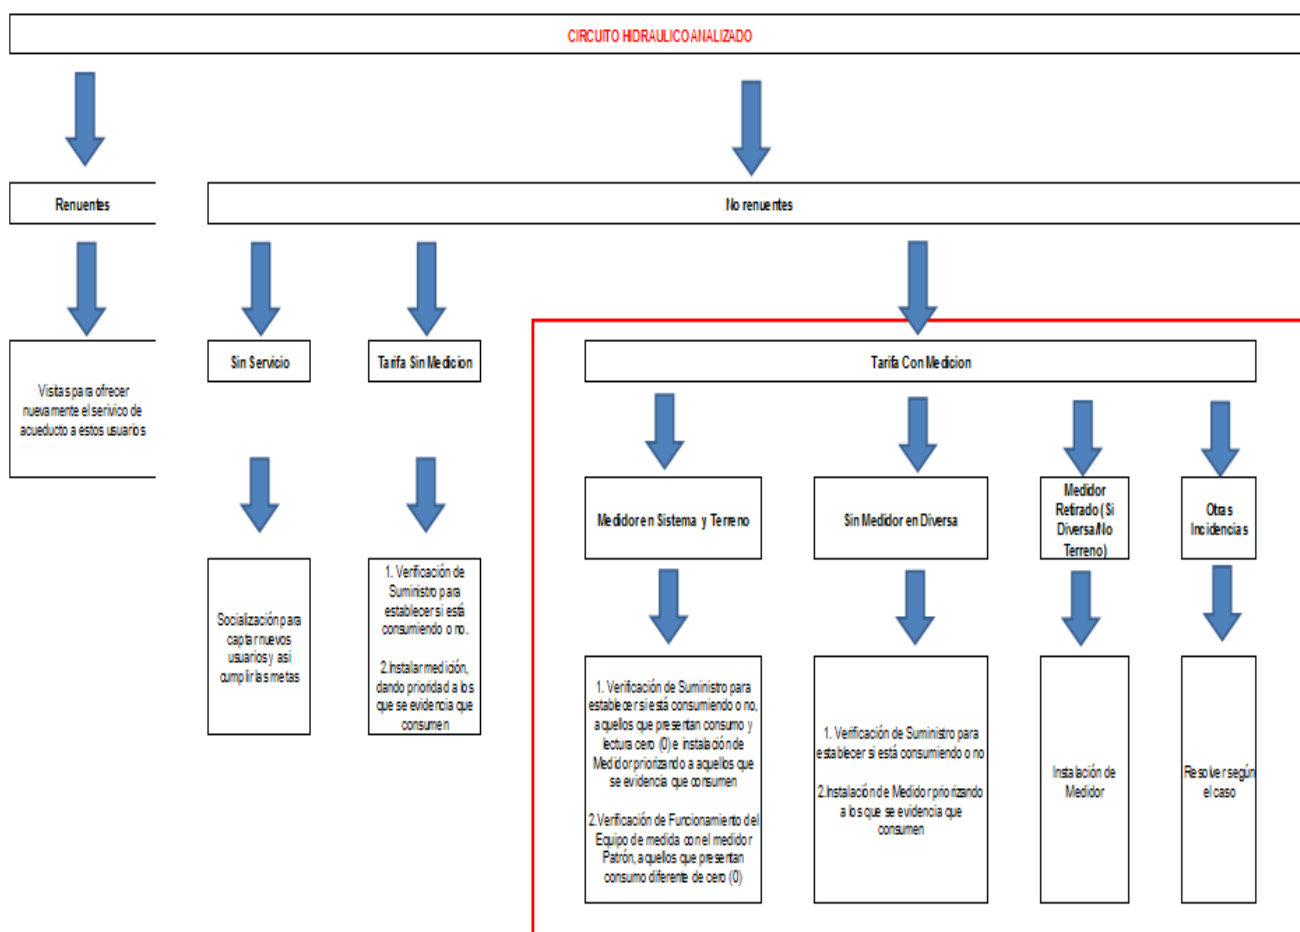 CIRCUITO HIDRAULICO ANALIZADO
Renuentes
No renuentes
Visitas para ofrecer
nuevamente el serivico de
acueducto a estos usuarios
Sin Servicio
Tarifa Sin Medicion
Tarifa Con Medicion
Socialización para
captar nuevos
usuarios y asi
cumplir las metas
1. Verificación de
Suministro para
establecer si está
consumiendo o no.
2.Instalar medición,
dando prioridad a los
que se evidencia que
consumen
Medidor en Sistema y Terreno
Sin Medidor en Diversa
Medidor
Retirado (Si
Diversa/No
Terreno)
Otras
Incidencias
1. Verificación de Suministro para
establecer si está consumiendo o no,
aquellos que presentan consumo y
lectura cero (0) e instalación de
Medidor priorizando a aquellos que
se evidencia que consumen
2.Verificación de Funcionamiento del
Equipo de medida con el medidor
Patrón, aquellos que presentan
consumo diferente de cero (0)
1. Verificación de Suministro para
establecer si está consumiendo o no
2.Instalación de Medidor priorizando
a los que se evidencia que
consumen
Instalación de
Medidor
Resolver según
el caso